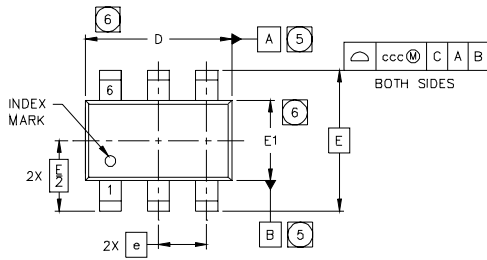 6
D
A 5
ccc Ⓜ C A B
BOTH SIDES
6
INDEX
MARK
6
E1
E
2X E/2
1
B 5
2X e